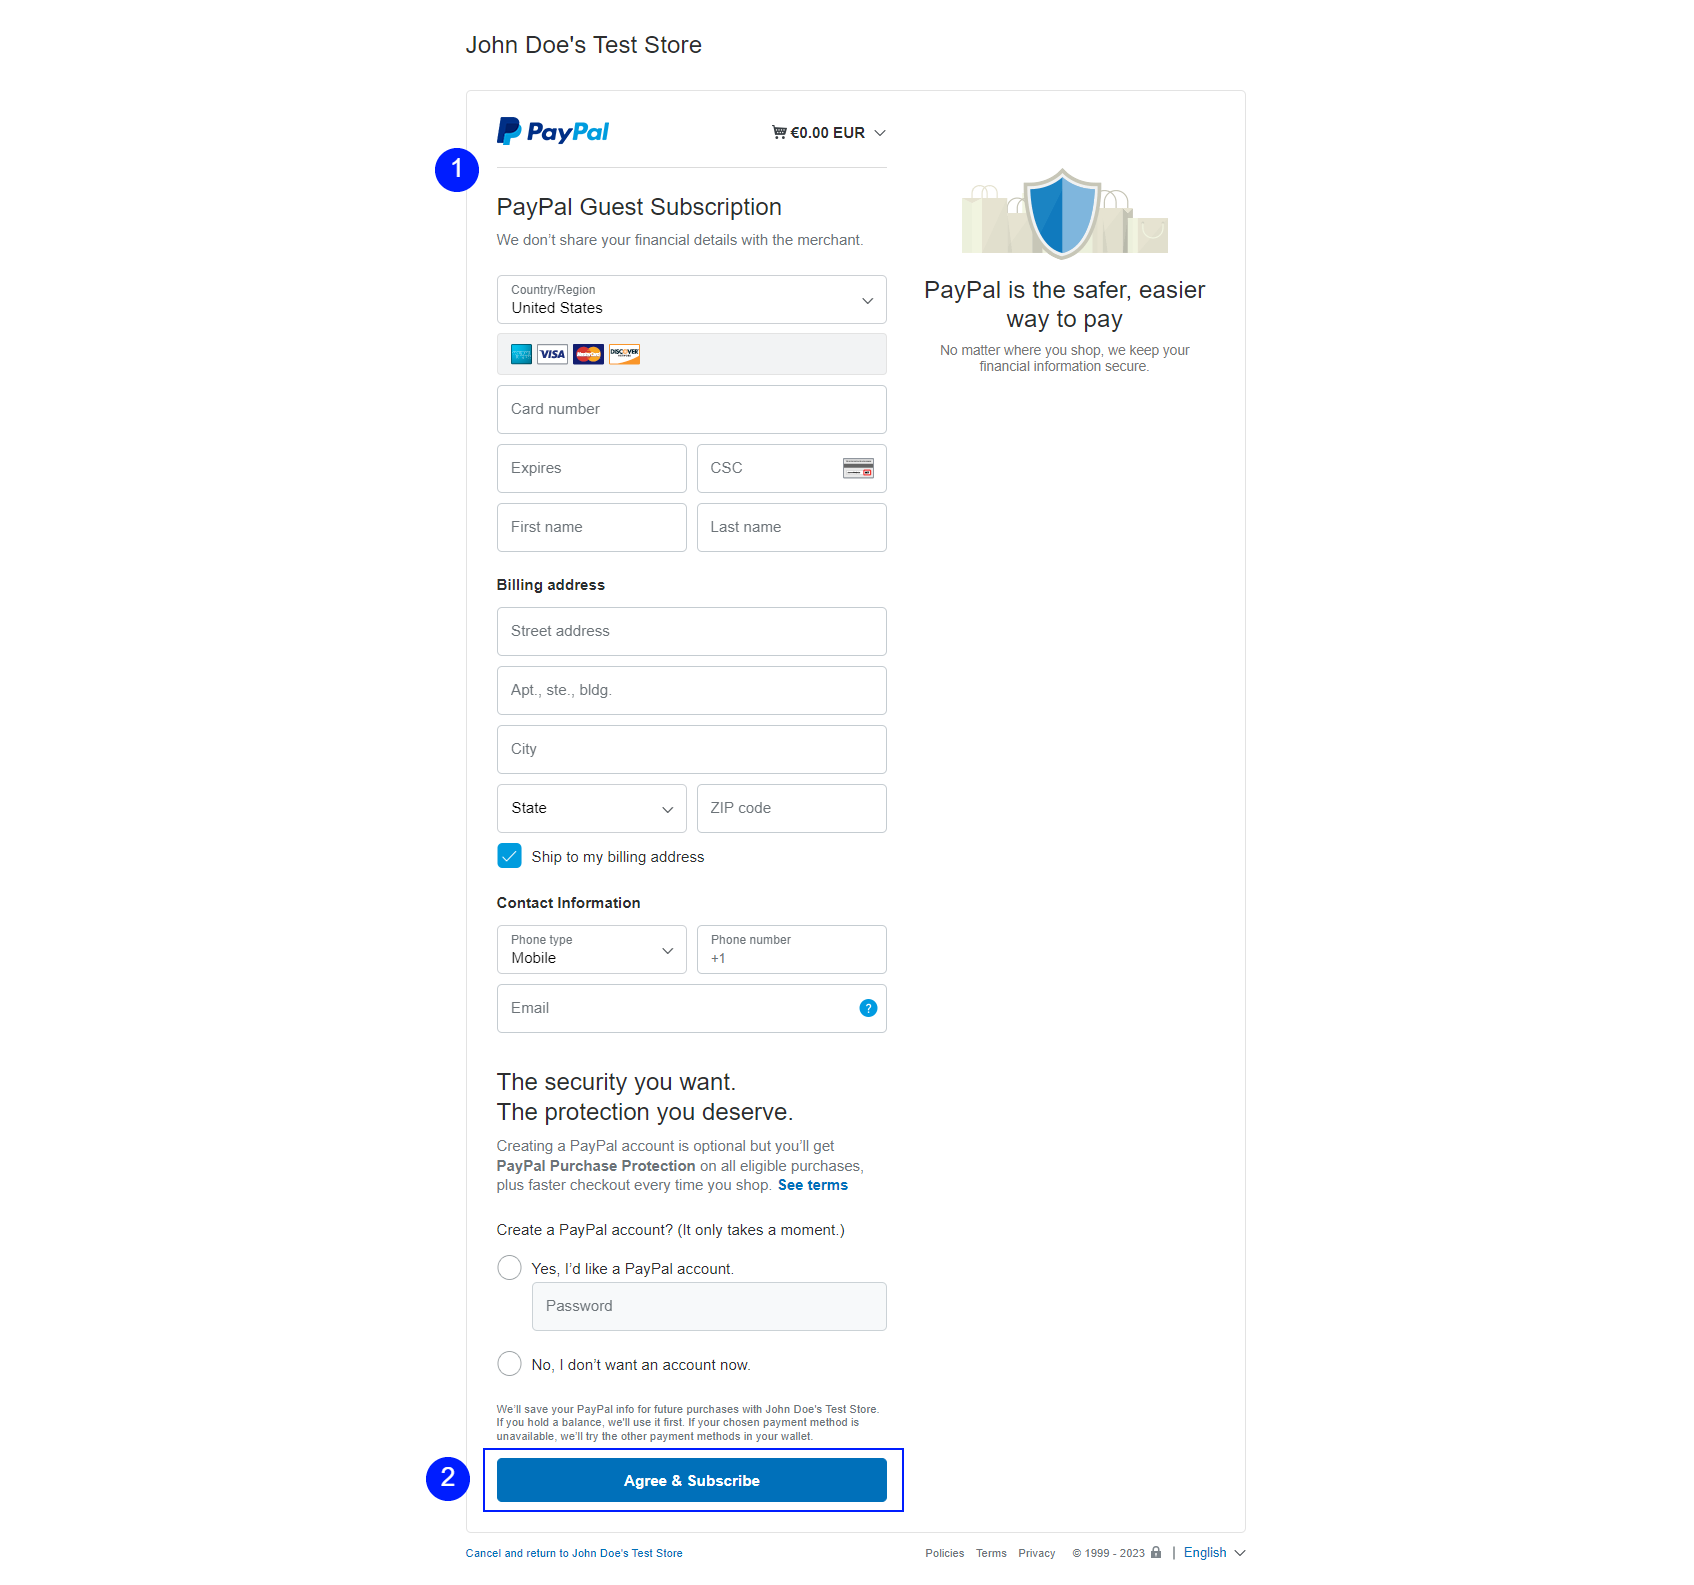 John Doe's Test Store
PayPal
€0.00 EUR
1
PayPal Guest Subscription
We don’t share your financial details with the merchant.
Country/Region
United States
VISA
MasterCard
DISCOVER
Card number
Expires
CSC
First name
Last name
Billing address
Street address
Apt., ste., bldg.
City
State
ZIP code
Ship to my billing address
Contact Information
Phone type
Mobile
Phone number
+1
Email
?
The security you want.
The protection you deserve.
Creating a PayPal account is optional but you’ll get
PayPal Purchase Protection on all eligible purchases,
plus faster checkout every time you shop. See terms
Create a PayPal account? (It only takes a moment.)
Yes, I’d like a PayPal account.
Password
No, I don’t want an account now.
We’ll save your PayPal info for future purchases with John Doe's Test Store.
If you hold a balance, we’ll use it first. If your chosen payment method is
unavailable, we’ll try the other payment methods in your wallet.
2
Agree & Subscribe
PayPal is the safer, easier
way to pay
No matter where you shop, we keep your
financial information secure.
Cancel and return to John Doe's Test Store
Policies Terms Privacy © 1999 - 2023 | English